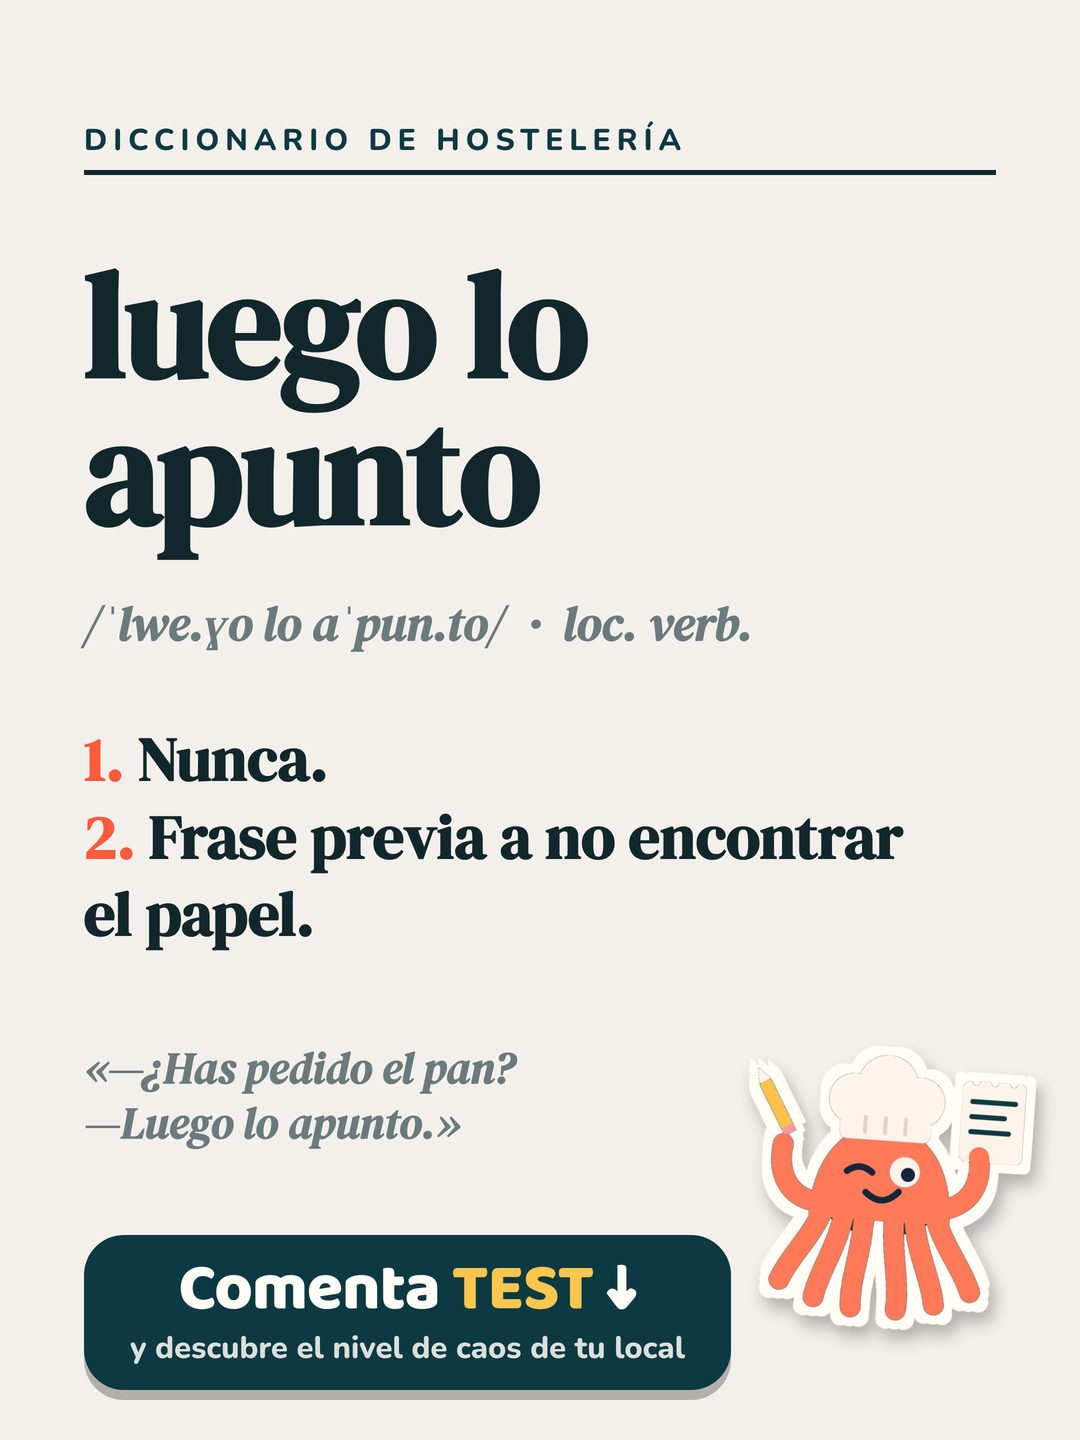 DICCIONARIO DE HOSTELERÍA
luego lo
apunto
/ˈlwe.ɣo lo aˈpun.to/ · loc. verb.
1. Nunca.
2. Frase previa a no encontrar
el papel.
«—¿Has pedido el pan?
—Luego lo apunto.»
Comenta TEST ↓
y descubre el nivel de caos de tu local